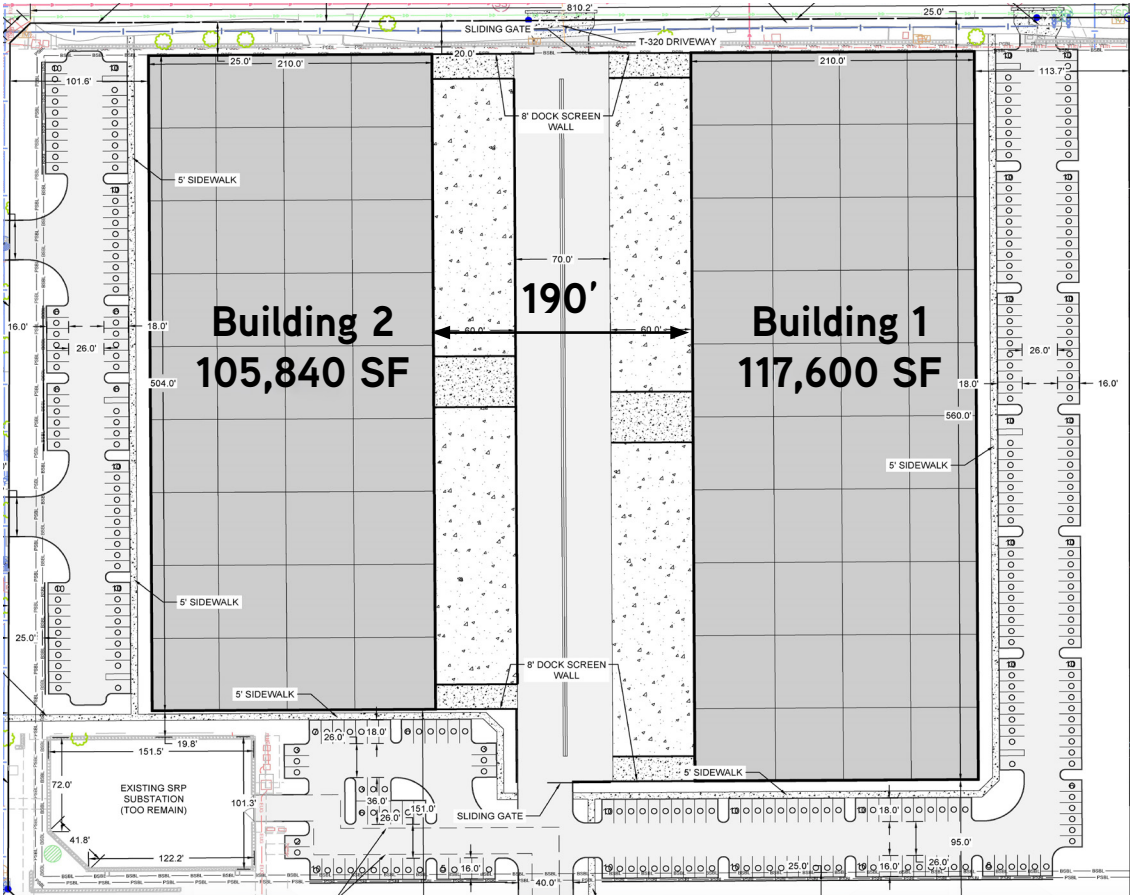 810.2'
25.0'
SLIDING GATE
T-320 DRIVEWAY
20.0'
25.0'
210.0'
210.0'
101.6'
113.7'
8' DOCK SCREEN
WALL
5' SIDEWALK
70.0'
190'
60.0'
60.0'
Building 2
105,840 SF
Building 1
117,600 SF
16.0'
18.0'
26.0'
26.0'
504.0'
18.0'
16.0'
560.0'
5' SIDEWALK
5' SIDEWALK
25.0'
8' DOCK SCREEN
WALL
5' SIDEWALK
19.8'
151.5'
26.0'
18.0'
72.0'
EXISTING SRP
SUBSTATION
(TOO REMAIN)
101.3'
36.0'
151.0'
26.0'
5' SIDEWALK
SLIDING GATE
18.0'
41.8'
122.2'
95.0'
16.0'
40.0'
25.0'
16.0'
26.0'
BSBL
PSBL